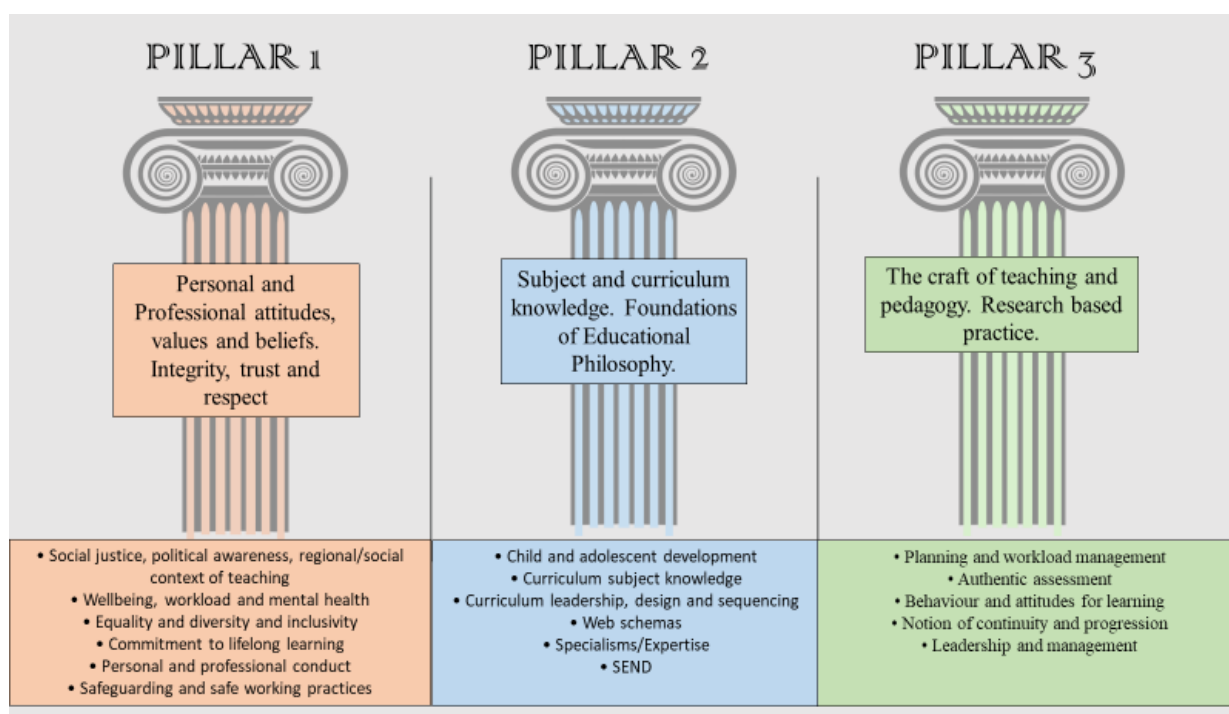 PILLAR 1
Personal and
Professional attitudes,
values and beliefs.
Integrity, trust and
respect
• Social justice, political awareness, regional/social
context of teaching
• Wellbeing, workload and mental health
• Equality and diversity and inclusivity
• Commitment to lifelong learning
• Personal and professional conduct
• Safeguarding and safe working practices
PILLAR 2
Subject and curriculum
knowledge. Foundations
of Educational
Philosophy.
• Child and adolescent development
• Curriculum subject knowledge
• Curriculum leadership, design and sequencing
• Web schemas
• Specialisms/Expertise
• SEND
PILLAR 3
The craft of teaching and
pedagogy. Research based
practice.
• Planning and workload management
• Authentic assessment
• Behaviour and attitudes for learning
• Notion of continuity and progression
• Leadership and management